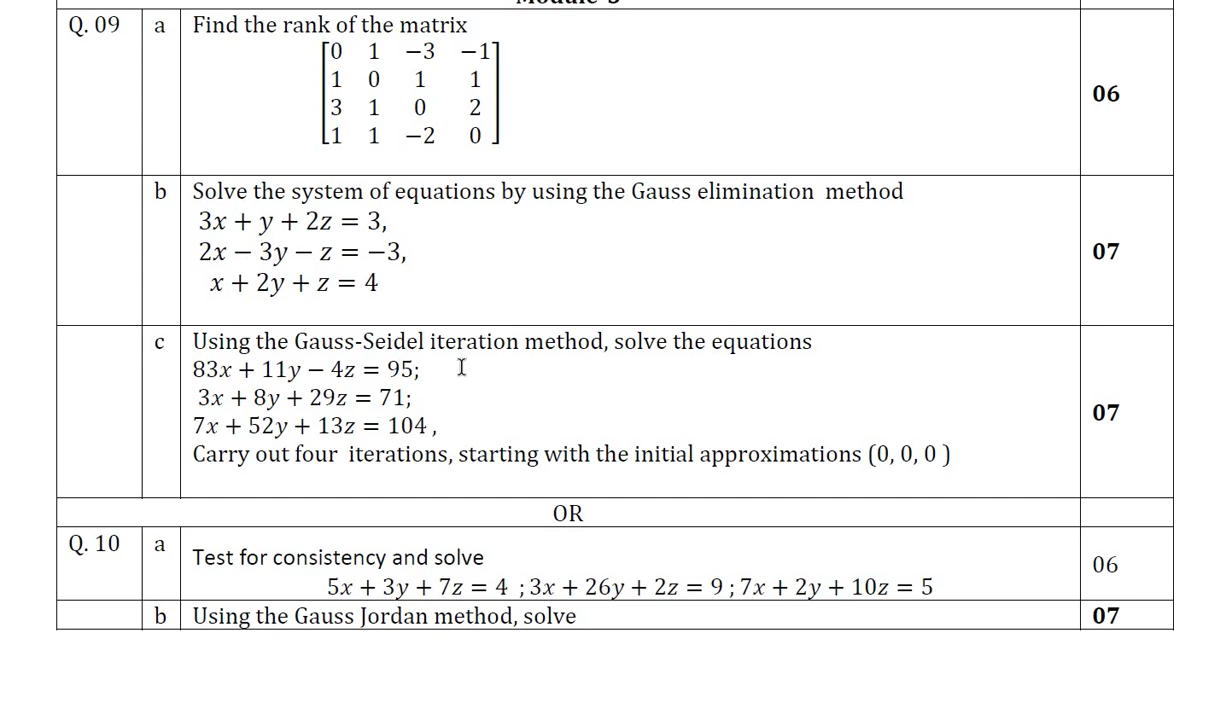 Q. 09 a Find the rank of the matrix
[0 1 −3 −1]
[1 0 1 1]
[3 1 0 2]
[1 1 −2 0]
06
b Solve the system of equations by using the Gauss elimination method
3x + y + 2z = 3,
2x − 3y − z = −3,
x + 2y + z = 4
07
c Using the Gauss-Seidel iteration method, solve the equations
83x + 11y − 4z = 95;
3x + 8y + 29z = 71;
7x + 52y + 13z = 104 ,
Carry out four iterations, starting with the initial approximations (0, 0, 0 )
07
OR
Q. 10 a Test for consistency and solve
5x + 3y + 7z = 4 ; 3x + 26y + 2z = 9 ; 7x + 2y + 10z = 5
06
b Using the Gauss Jordan method, solve 07